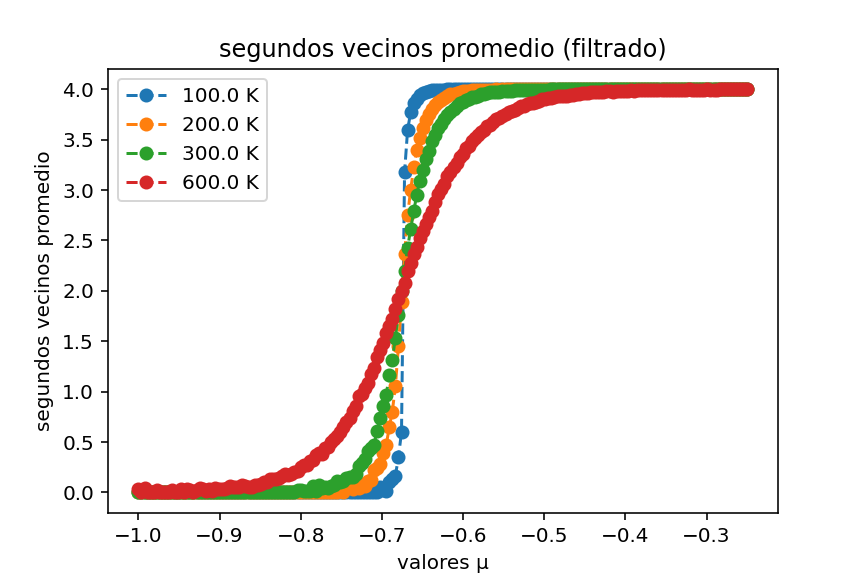 segundos vecinos promedio (filtrado)
100.0 K
200.0 K
300.0 K
600.0 K
segundos vecinos promedio
4.0
3.5
3.0
2.5
2.0
1.5
1.0
0.5
0.0
−1.0 −0.9 −0.8 −0.7 −0.6 −0.5 −0.4 −0.3
valores μ